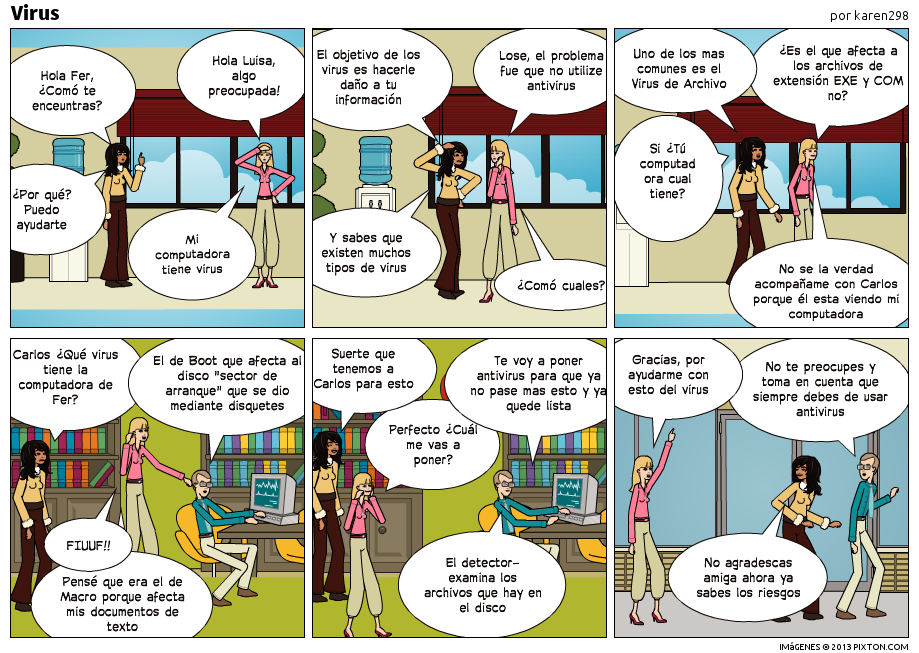 Virus
por karen298
Hola Fer,
¿Comó te
enceuntras?
Hola Luisa,
algo
preocupada!
¿Por qué?
Puedo
ayudarte
Mi
computadora
tiene virus
El objetivo de los
virus es hacerle
daño a tu
información
Lose, el problema
fue que no utilize
antivirus
Y sabes que
existen muchos
tipos de virus
¿Comó cuales?
Uno de los mas
comunes es el
Virus de Archivo
¿Es el que afecta a
los archivos de
extensión EXE y COM
no?
Si ¿Tú
computad
ora cual
tiene?
No se la verdad
acompañame con Carlos
porque él esta viendo mi
computadora
Carlos ¿Qué virus
tiene la
computadora de
Fer?
El de Boot que afecta al
disco "sector de
arranque" que se dio
mediante disquetes
FIUUF!!
Pensé que era el de
Macro porque afecta
mis documentos de
texto
Suerte que
tenemos a
Carlos para esto
Te voy a poner
antivirus para que ya
no pase mas esto y ya
quede lista
Perfecto ¿Cuál
me vas a
poner?
El detector-
examina los
archivos que hay en
el disco
Gracias, por
ayudarme con
esto del virus
No te preocupes y
toma en cuenta que
siempre debes de usar
antivirus
No agradescas
amiga ahora ya
sabes los riesgos
IMáGENES © 2013 PIXTON.COM